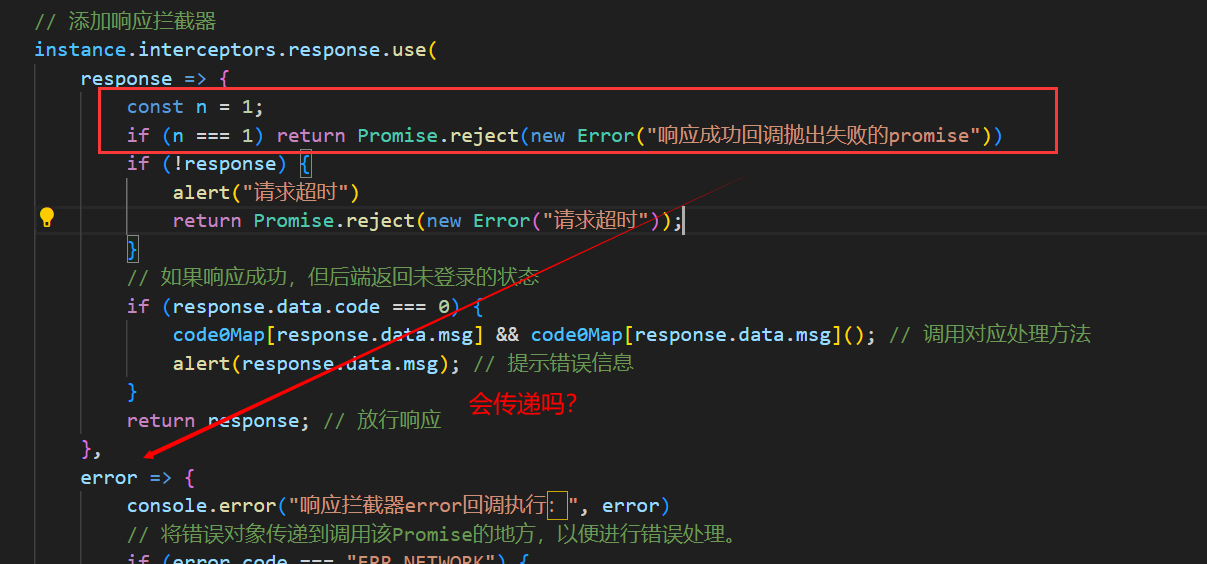 // 添加响应拦截器
instance.interceptors.response.use(
response => {
const n = 1;
if (n === 1) return Promise.reject(new Error("响应成功回调抛出失败的promise"))
if (!response) {
alert("请求超时")
return Promise.reject(new Error("请求超时"));
}
// 如果响应成功，但后端返回未登录的状态
if (response.data.code === 0) {
code0Map[response.data.msg] && code0Map[response.data.msg](); // 调用对应处理方法
alert(response.data.msg); // 提示错误信息
}
会传递吗?
return response; // 放行响应
},
error => {
console.error("响应拦截器error回调执行：", error)
// 将错误对象传递到调用该Promise的地方，以便进行错误处理。
if (error.code === "ERR_NETWORK") {